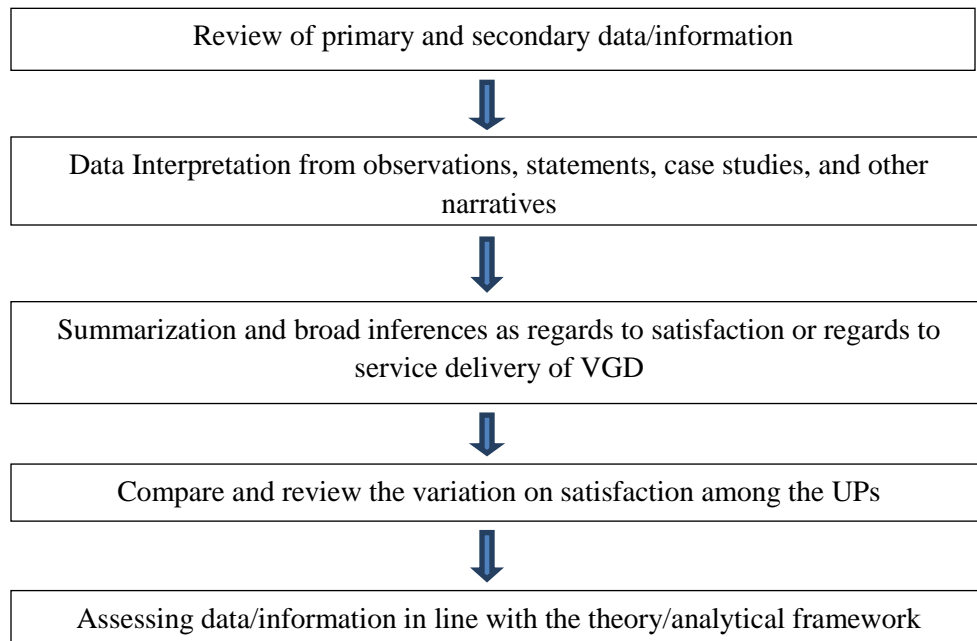 Review of primary and secondary data/information
Data Interpretation from observations, statements, case studies, and other
narratives
Summarization and broad inferences as regards to satisfaction or regards to
service delivery of VGD
Compare and review the variation on satisfaction among the UPs
Assessing data/information in line with the theory/analytical framework